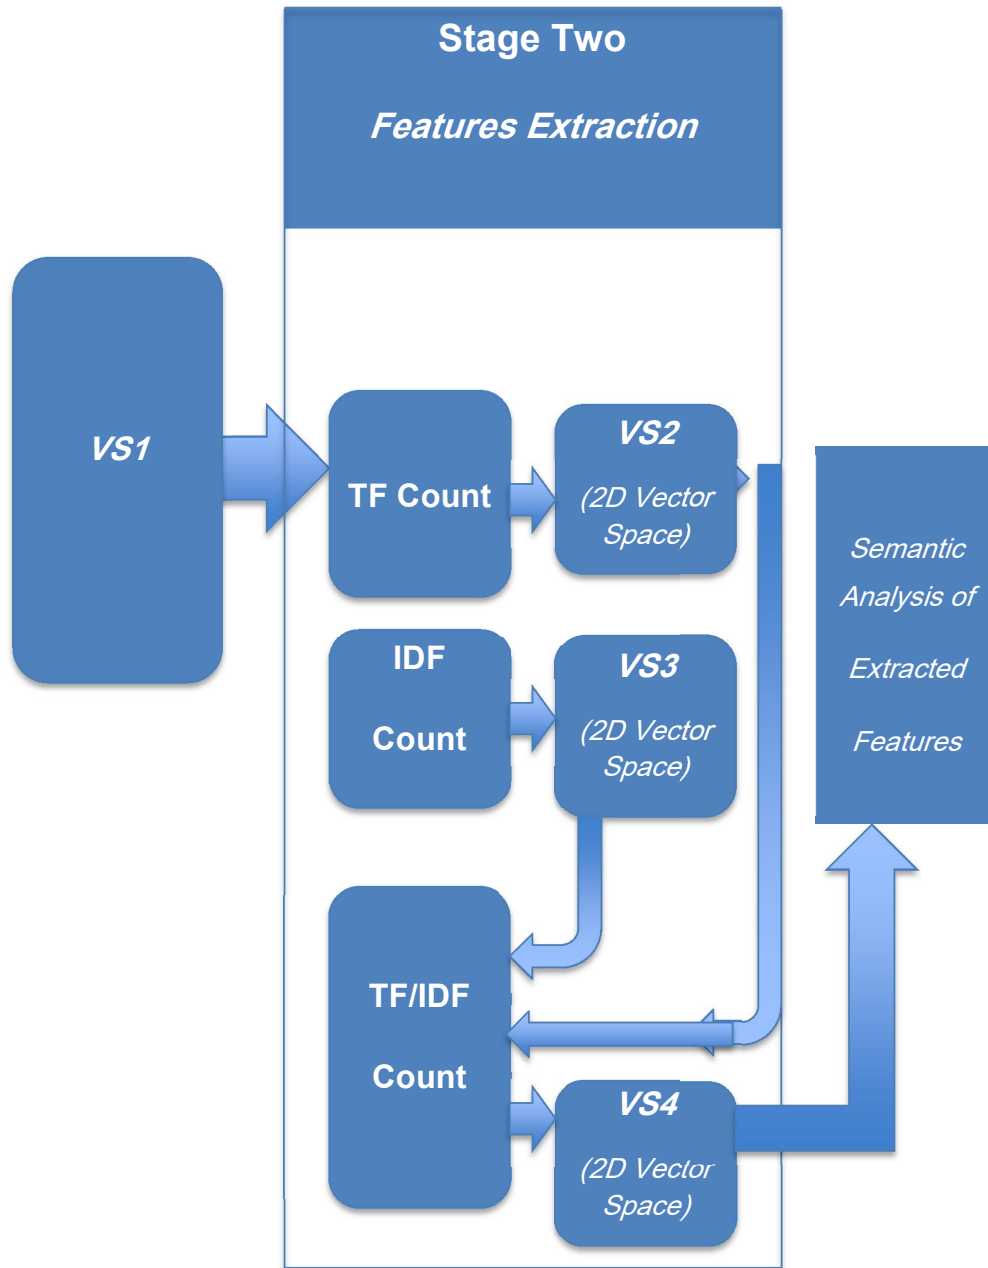 Stage Two
Features Extraction
VS1
TF Count
VS2
(2D Vector
Space)
IDF
Count
VS3
(2D Vector
Space)
Semantic
Analysis of
Extracted
Features
TF/IDF
Count
VS4
(2D Vector
Space)